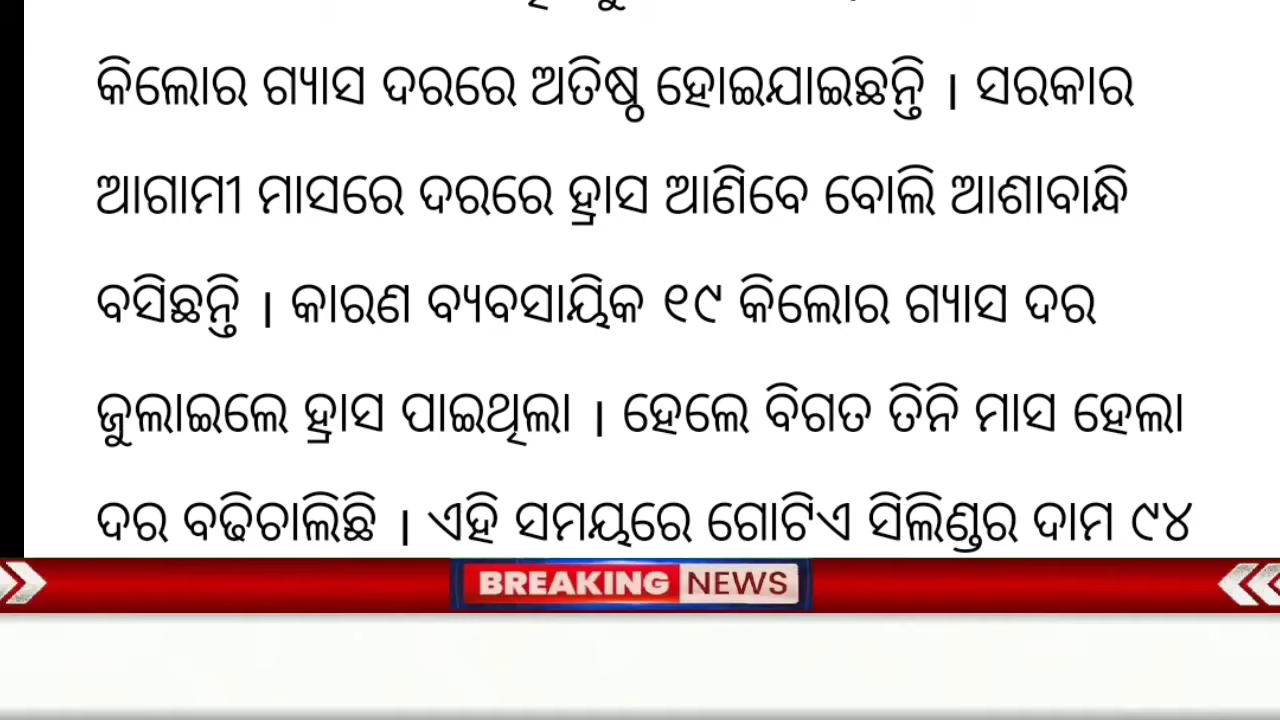 କିଲୋର ଗ୍ୟାସ ଦରରେ ଅତିଷ୍ଠ ହୋଇଯାଇଛନ୍ତି । ସରକାର
ଆଗାମୀ ମାସରେ ଦରରେ ହ୍ରାସ ଆଣିବେ ବୋଲି ଆଶାବାନ୍ଧି
ବସିଛନ୍ତି । କାରଣ ବ୍ୟବସାୟିକ ୧୯ କିଲୋର ଗ୍ୟାସ ଦର
ଜୁଲାଇଲେ ହ୍ରାସ ପାଇଥିଲା । ହେଲେ ବିଗତ ତିନି ମାସ ହେଲା
ଦର ବଢିଚାଲିଛି । ଏହି ସମୟରେ ଗୋଟିଏ ସିଲିଣ୍ଡର ଦାମ ୯୪
BREAKING NEWS